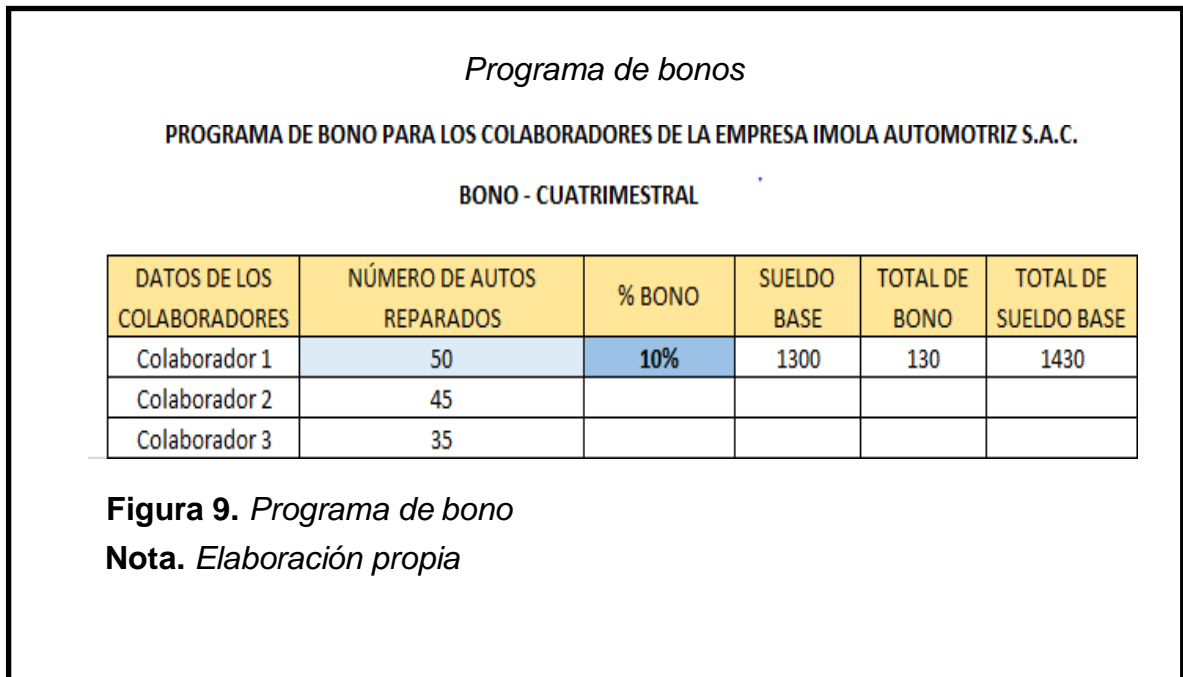 Programa de bonos
PROGRAMA DE BONO PARA LOS COLABORADORES DE LA EMPRESA IMOLA AUTOMOTRIZ S.A.C.
BONO - CUATRIMESTRAL
DATOS DE LOS COLABORADORES NÚMERO DE AUTOS REPARADOS % BONO SUELDO BASE TOTAL DE BONO TOTAL DE SUELDO BASE
Colaborador 1 50 10% 1300 130 1430
Colaborador 2 45
Colaborador 3 35
Figura 9. Programa de bono
Nota. Elaboración propia